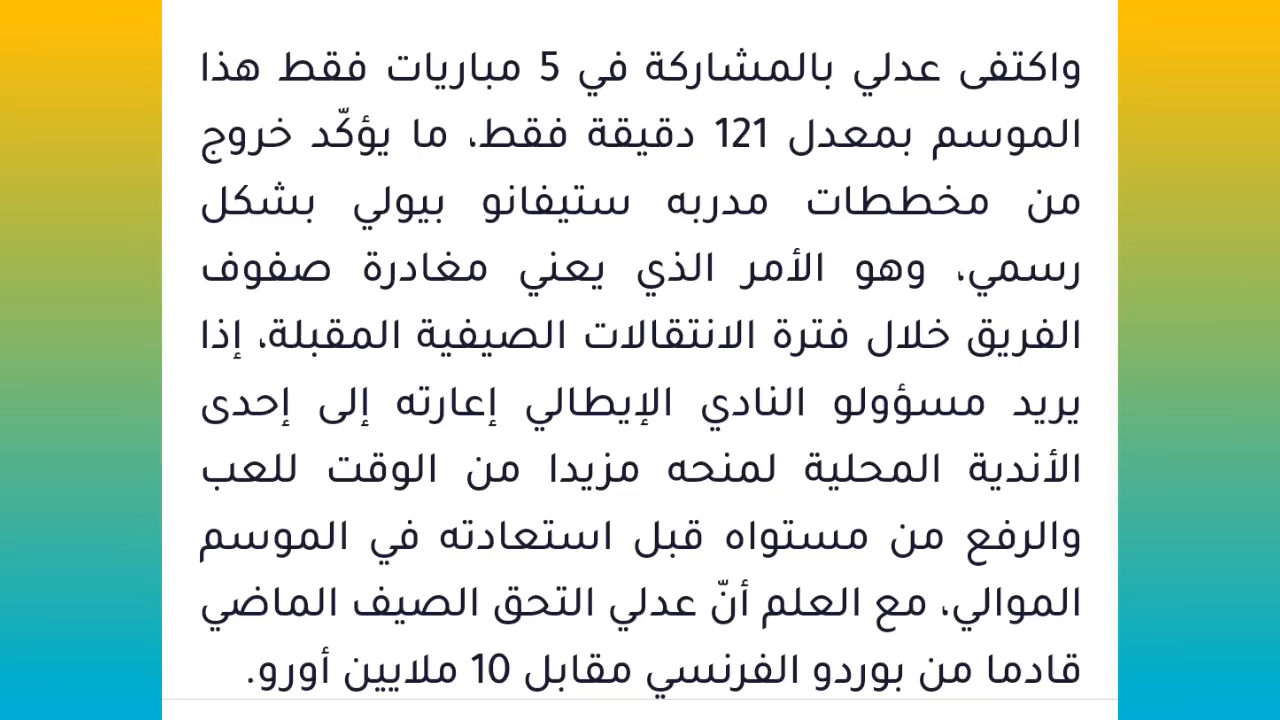 واكتفى عدلي بالمشاركة في 5 مباريات فقط هذا
الموسم بمعدل 121 دقيقة فقط، ما يؤكّد خروج
من مخططات مدربه ستيفانو بيولي بشكل
رسمي، وهو الأمر الذي يعني مغادرة صفوف
الفريق خلال فترة الانتقالات الصيفية المقبلة، إذا
يريد مسؤولو النادي الإيطالي إعارته إلى إحدى
الأندية المحلية لمنحه مزيدا من الوقت للعب
والرفع من مستواه قبل استعادته في الموسم
الموالي، مع العلم أنّ عدلي التحق الصيف الماضي
قادما من بوردو الفرنسي مقابل 10 ملايين أورو.